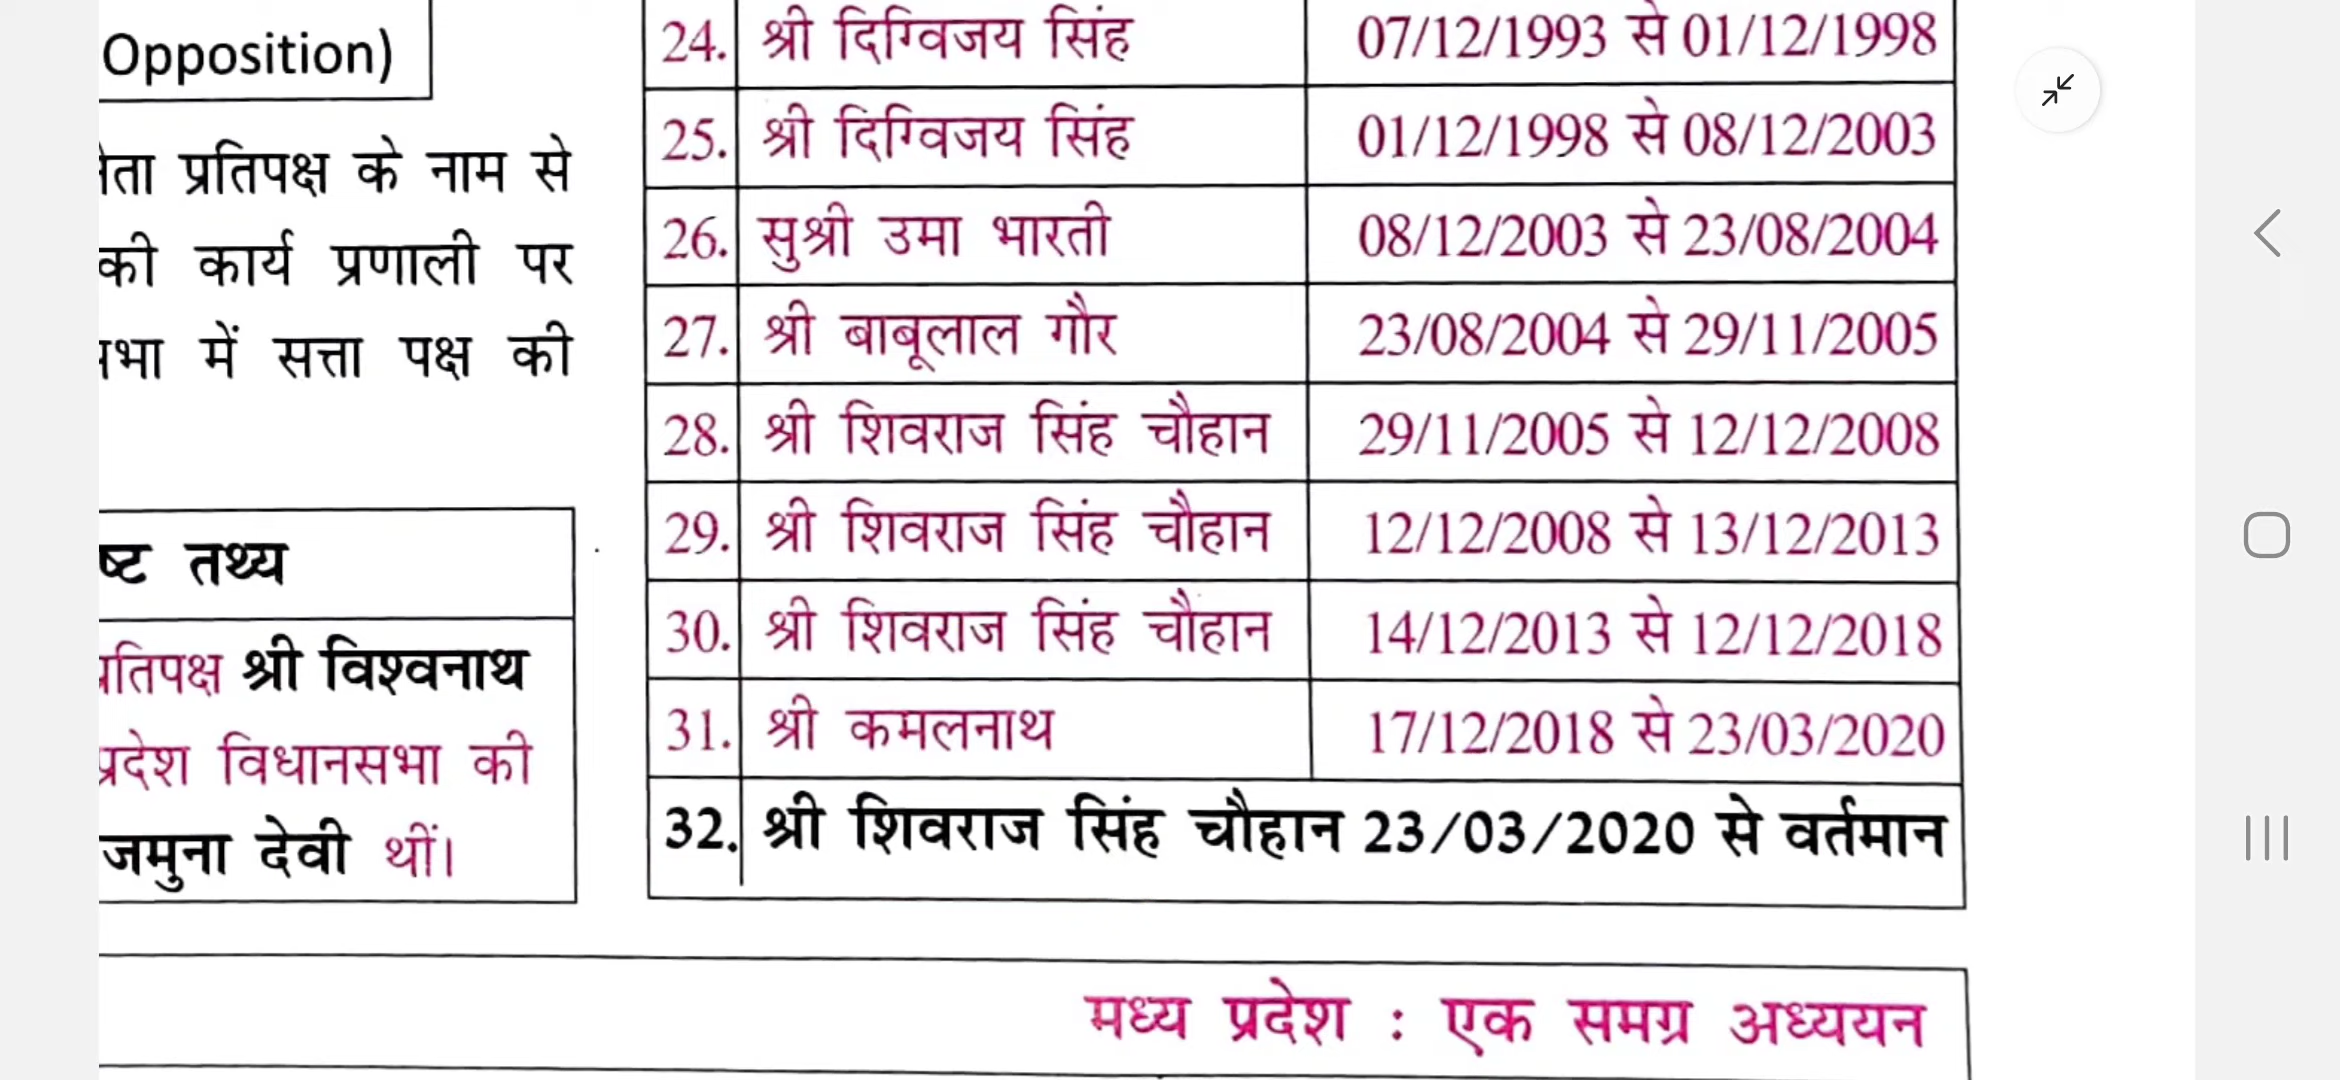 Opposition)
प्रतिपक्ष के नाम से
की कार्य प्रणाली पर
में सत्ता पक्ष की
तथ्य
श्री विश्वनाथ
विधानसभा की
जमुना देवी थीं।
24. श्री दिग्विजय सिंह 07/12/1993 से 01/12/1998
25. श्री दिग्विजय सिंह 01/12/1998 से 08/12/2003
26. सुश्री उमा भारती 08/12/2003 से 23/08/2004
27. श्री बाबूलाल गौर 23/08/2004 से 29/11/2005
28. श्री शिवराज सिंह चौहान 29/11/2005 से 12/12/2008
29. श्री शिवराज सिंह चौहान 12/12/2008 से 13/12/2013
30. श्री शिवराज सिंह चौहान 14/12/2013 से 12/12/2018
31. श्री कमलनाथ 17/12/2018 से 23/03/2020
32. श्री शिवराज सिंह चौहान 23/03/2020 से वर्तमान
मध्य प्रदेश : एक समग्र अध्ययन